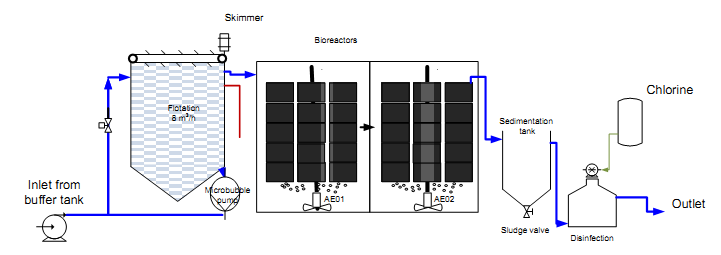 Skimmer
Bioreactors
Flotation
8 m³/h
Chlorine
Sedimentation
tank
Inlet from
buffer tank
Microbubble
pump
AE01
AE02
Outlet
Sludge valve
Disinfection